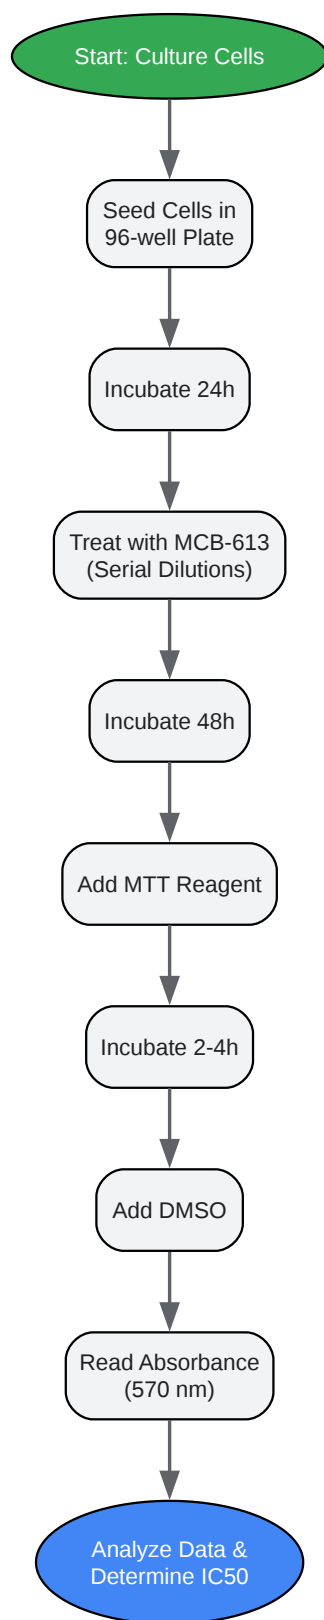 Start: Culture Cells
Seed Cells in
96-well Plate
Incubate 24h
Treat with MCB-613
(Serial Dilutions)
Incubate 48h
Add MTT Reagent
Incubate 2-4h
Add DMSO
Read Absorbance
(570 nm)
Analyze Data &
Determine IC50